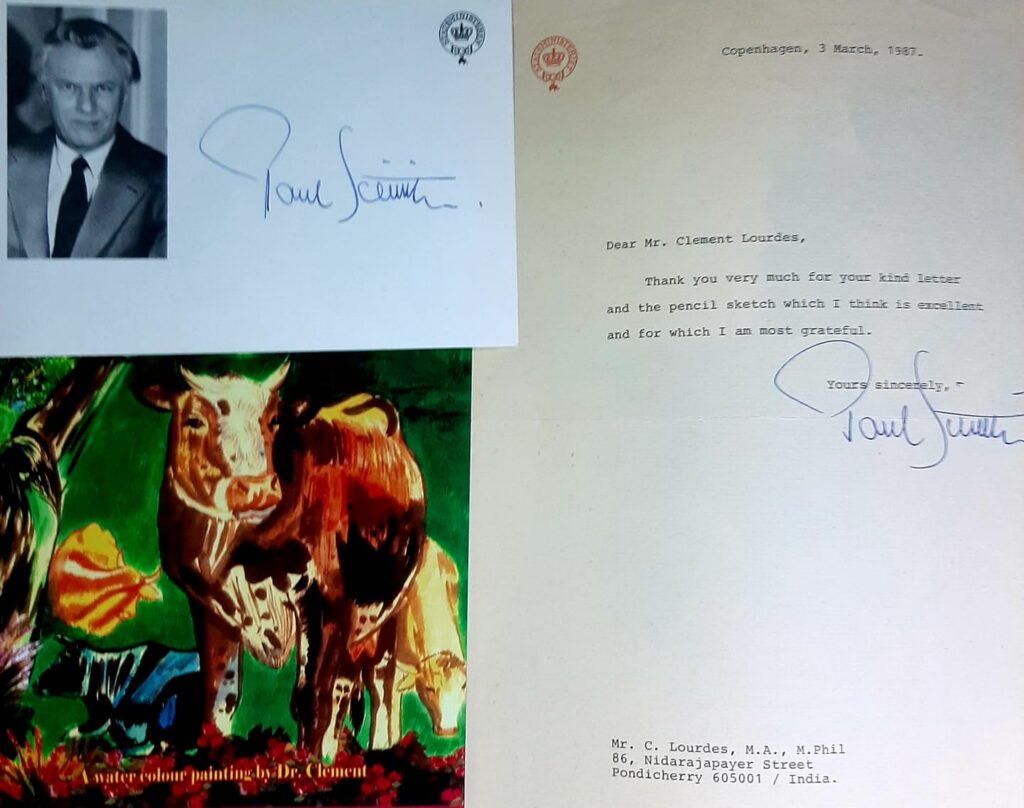 STATSMINISTERIET
Paul Schlüter.
STATSMINISTERIET
Copenhagen, 3 March, 1987.
Dear Mr. Clement Lourdes,
Thank you very much for your kind letter
and the pencil sketch which I think is excellent
and for which I am most grateful.
Yours sincerely,
Mr. C. Lourdes, M.A., M.Phil
86, Nidarajapayer Street
Pondicherry 605001 / India.
A water colour painting by Dr. Clement